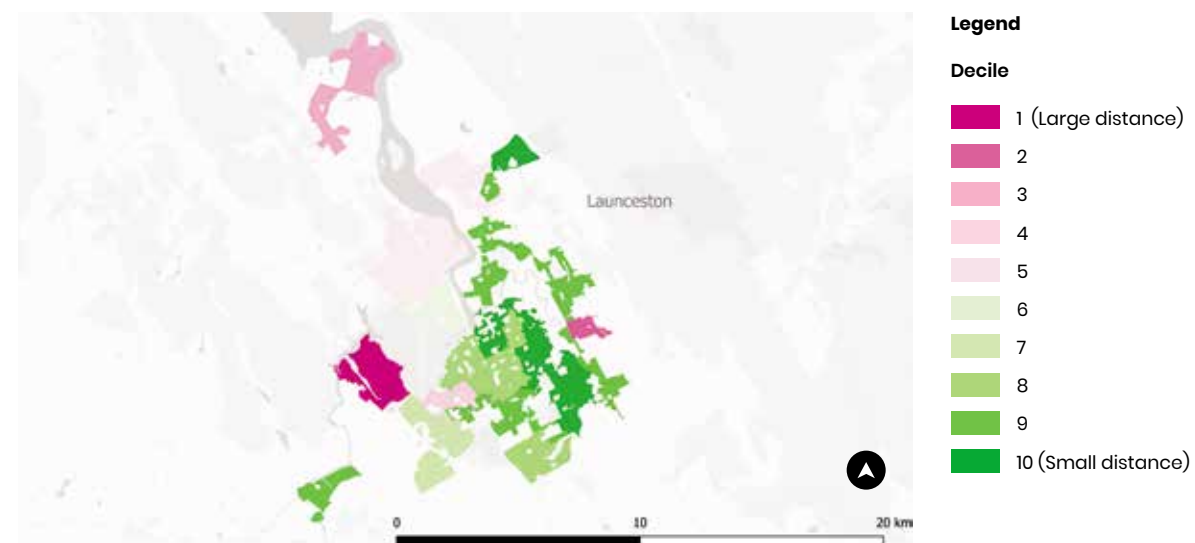 Launceston
0
10
20 km
Legend
Decile
1 (Large distance)
2
3
4
5
6
7
8
9
10 (Small distance)